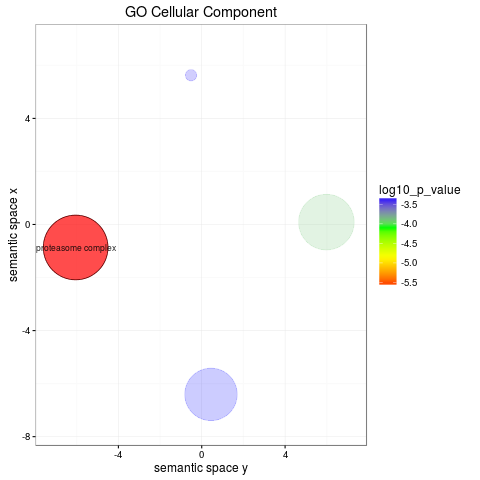 GO Cellular Component
semantic space x
4
0
-4
-8
proteasome complex
-4
0
4
semantic space y
log10_p_value
-3.5
-4.0
-4.5
-5.0
-5.5